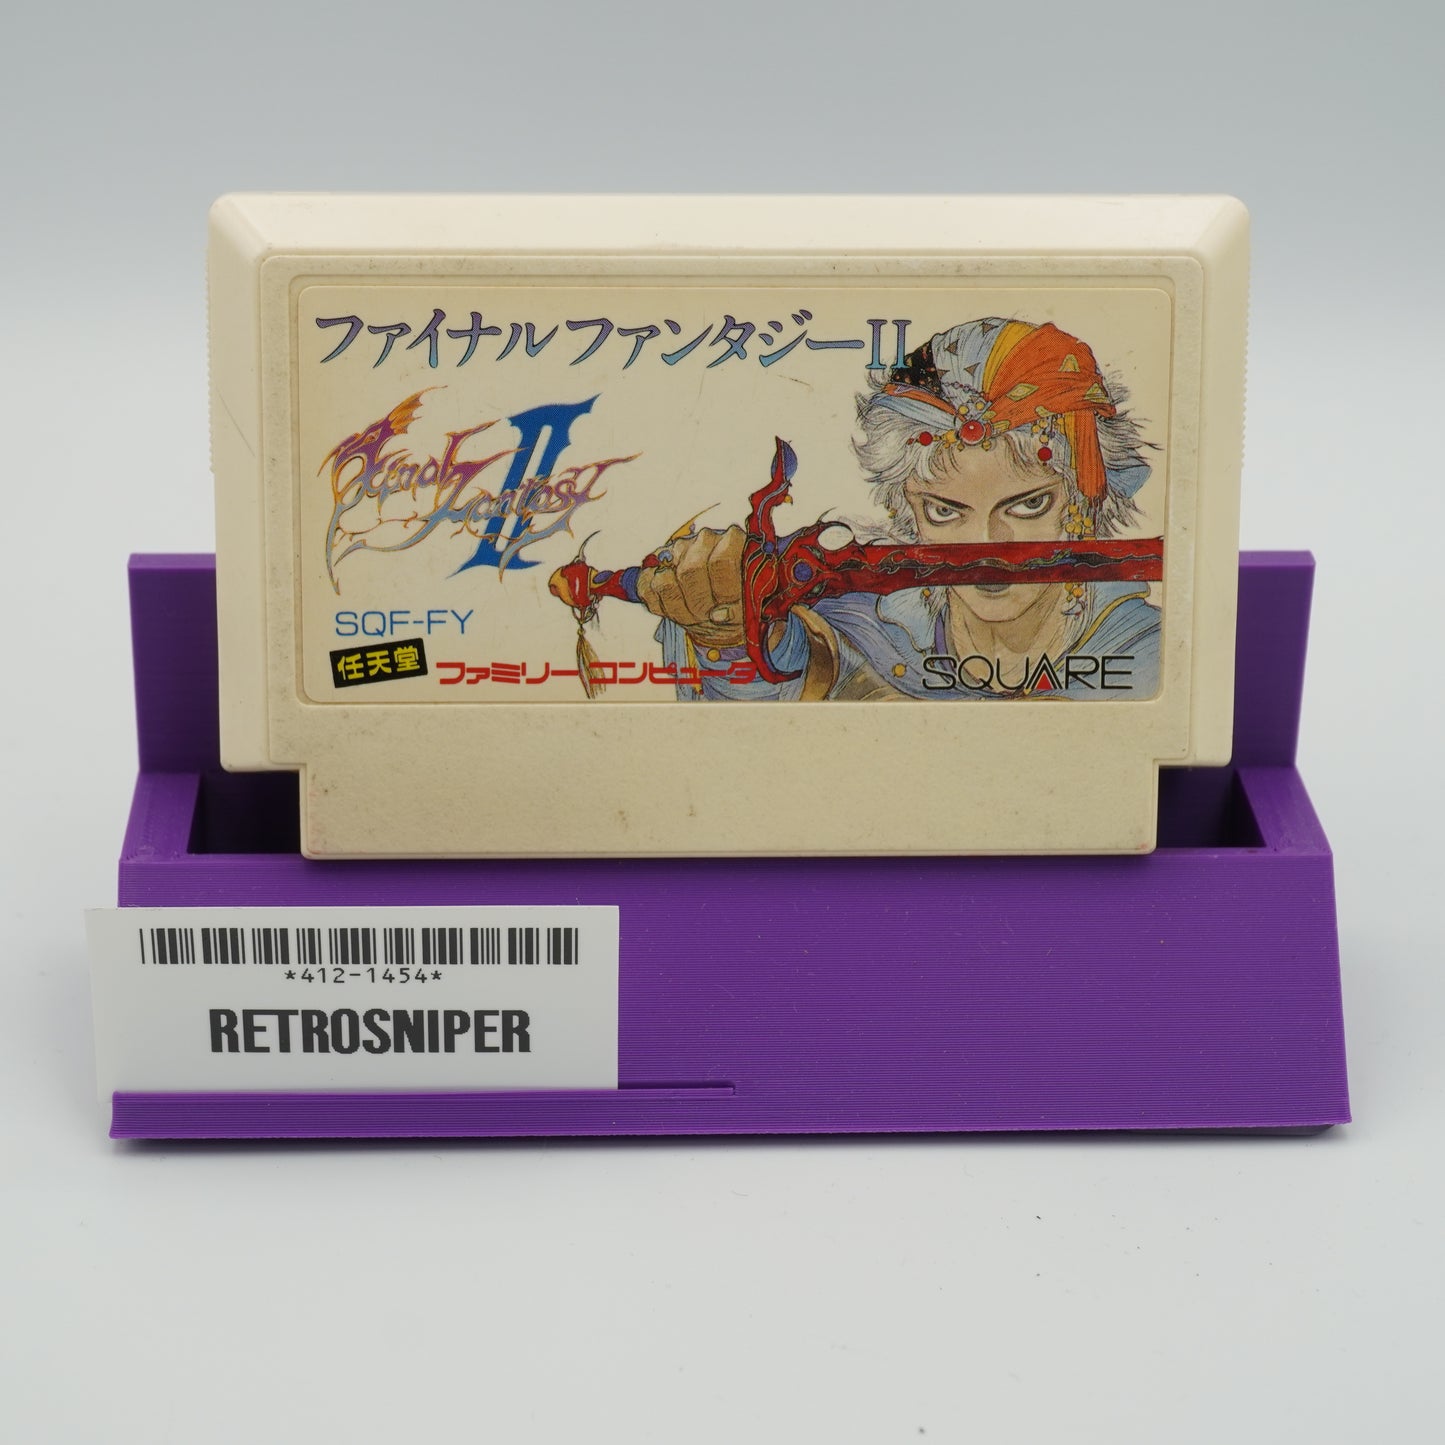 ファイナルファンタジーII
Final Fantasy II
SQF-FY
任天堂 ファミリーコンピュータ
SQUARE
*412-1454*
RETROSNIPER